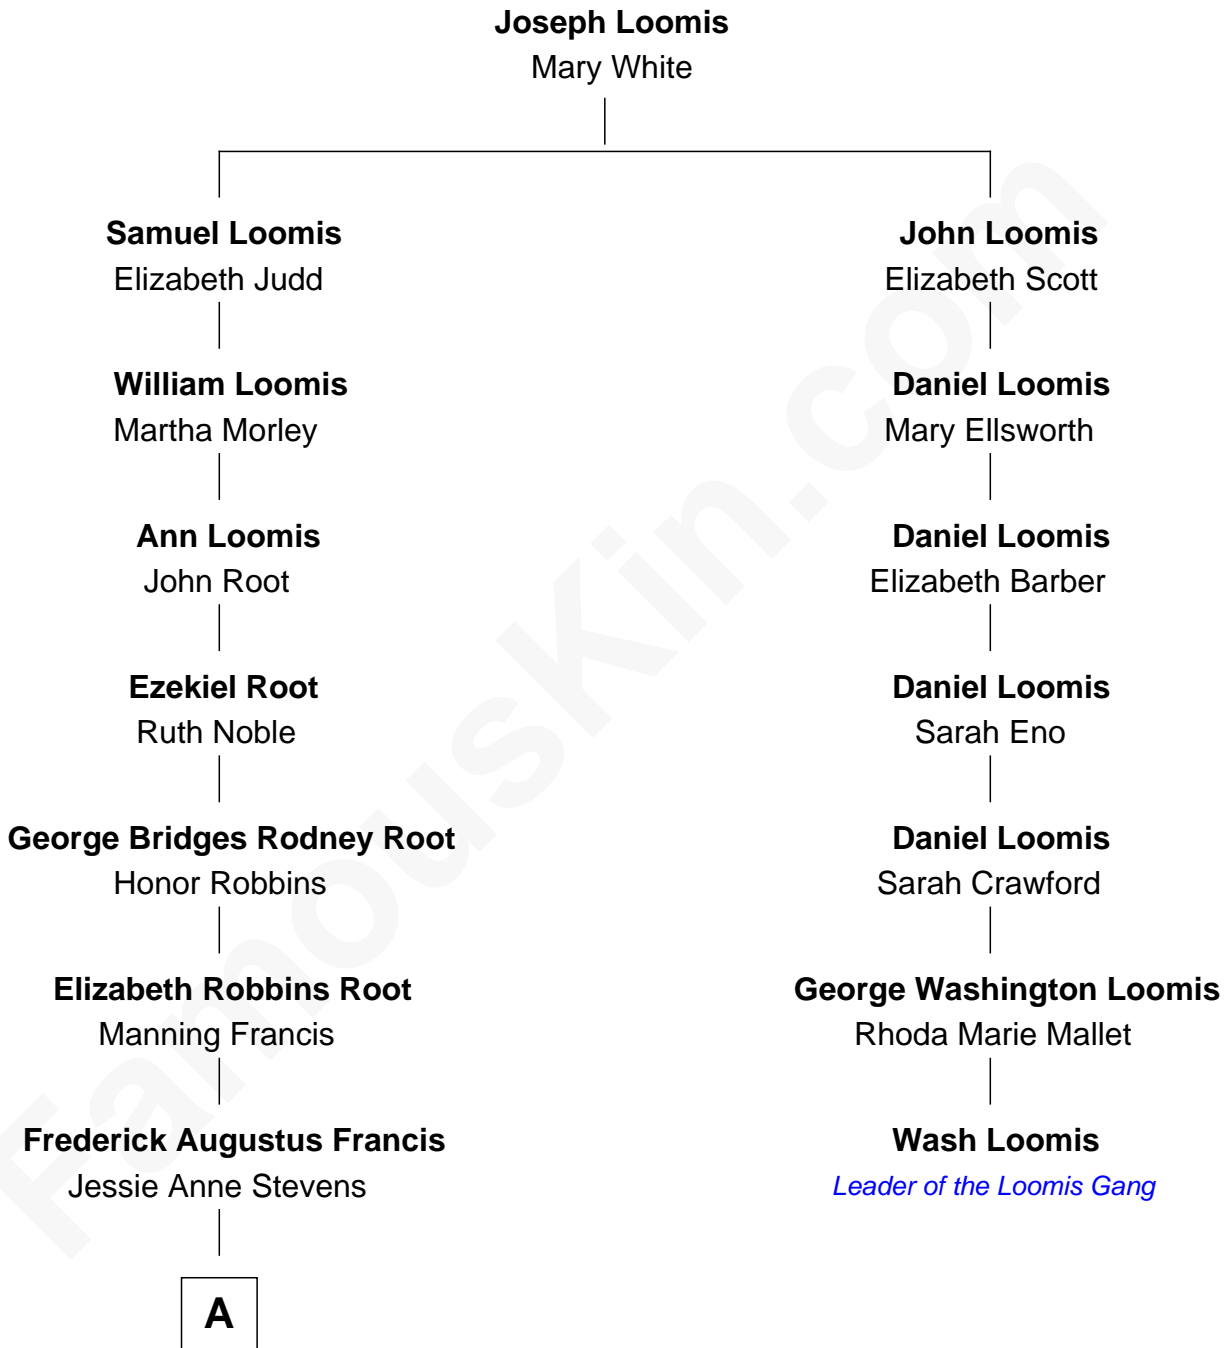 Joseph Loomis
Mary White
Samuel Loomis
Elizabeth Judd
William Loomis
Martha Morley
Ann Loomis
John Root
Ezekiel Root
Ruth Noble
George Bridges Rodney Root
Honor Robbins
Elizabeth Robbins Root
Manning Francis
Frederick Augustus Francis
Jessie Anne Stevens
A
John Loomis
Elizabeth Scott
Daniel Loomis
Mary Ellsworth
Daniel Loomis
Elizabeth Barber
Daniel Loomis
Sarah Eno
Daniel Loomis
Sarah Crawford
George Washington Loomis
Rhoda Marie Mallet
Wash Loomis
Leader of the Loomis Gang
FamousKin.com